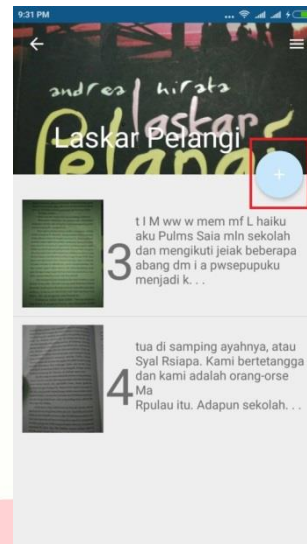 9:31 PM
andrea hirata
laskar
Pelangi
Laskar Pelangi
+
3
t I M ww w mem mf L haiku
aku Pulms Saia mln sekolah
dan mengikuti jeiak beberapa
abang dm i a pwsepupuku
menjadi k. . .
4
tua di samping ayahnya, atau
Syal Rsiapa. Kami bertetangga
dan kami adalah orang-orse
Ma
Rpulau itu. Adapun sekolah. . .